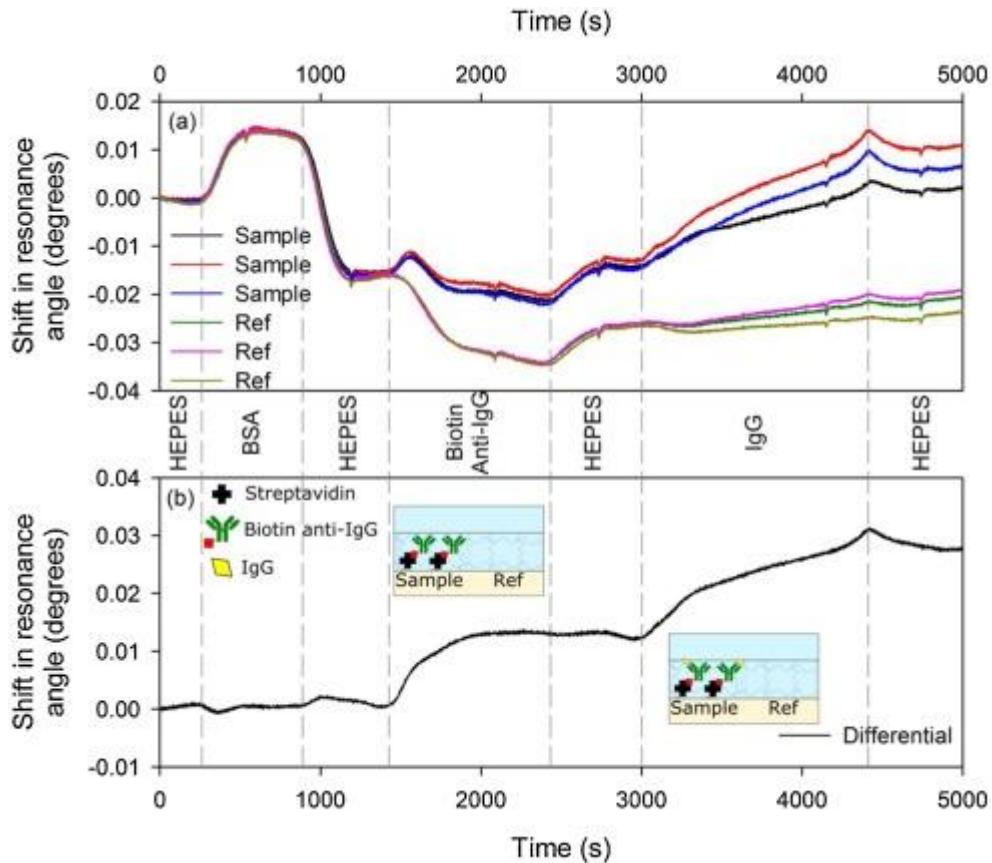 Time (s)
0 1000 2000 3000 4000 5000
Shift in resonance
angle (degrees)
0.02
0.01
0.00
-0.01
-0.02
-0.03
-0.04
(a)
Sample
Sample
Sample
Ref
Ref
Ref
HEPES
BSA
HEPES
Biotin
Anti-IgG
HEPES
IgG
HEPES
Shift in resonance
angle (degrees)
0.04
0.03
0.02
0.01
0.00
-0.01
(b)
Streptavidin
Biotin anti-IgG
IgG
Sample Ref
Sample Ref
Differential
0 1000 2000 3000 4000 5000
Time (s)